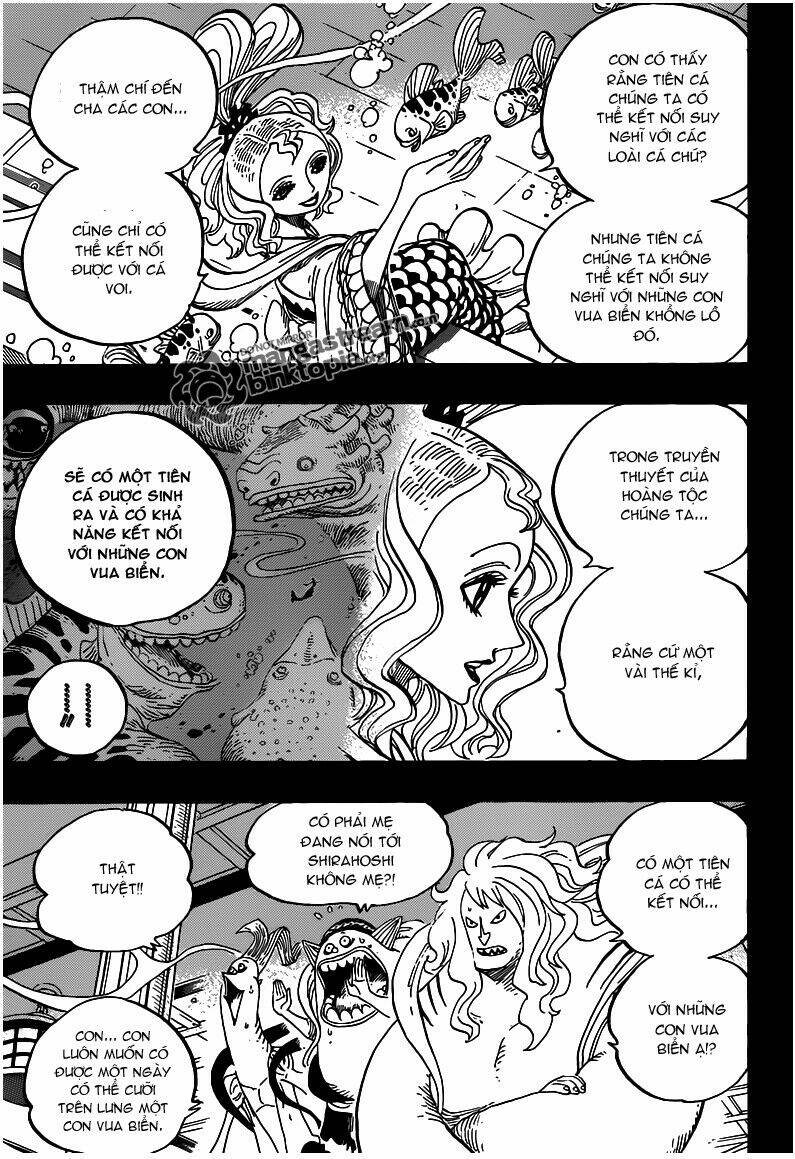 CON CÓ THẤY
RẰNG TIÊN CÁ
CHÚNG TA CÓ
THỂ KẾT NỐI SUY
NGHĨ VỚI CÁC
LOÀI CÁ CHỨ?
NHƯNG TIÊN CÁ
CHÚNG TA KHÔNG
THỂ KẾT NỐI SUY
NGHĨ VỚI NHỮNG CON
VUA BIỂN KHỔNG LỒ
ĐÓ.
THẬM CHÍ ĐẾN
CHA CÁC CON...
CŨNG CHỈ CÓ
THỂ KẾT NỐI
ĐƯỢC VỚI CÁ
VOI.
DO NOT MIRROR
mangastream.com
binktopia
TRONG TRUYỀN
THUYẾT CỦA
HOÀNG TỘC
CHÚNG TA...
RẰNG CỨ MỘT
VÀI THẾ KỈ,
SẼ CÓ MỘT TIÊN
CÁ ĐƯỢC SINH
RA VÀ CÓ KHẢ
NĂNG KẾT NỐI
VỚI NHỮNG CON
VUA BIỂN.
!!
CÓ MỘT TIÊN
CÁ CÓ THỂ
KẾT NỐI...
VỚI NHỮNG
CON VUA
BIỂN Ạ!?
CÓ PHẢI MẸ
ĐANG NÓI TỚI
SHIRAHOSHI
KHÔNG MẸ?!
THẬT
TUYỆT!!
CON... CON
LUÔN MUỐN CÓ
ĐƯỢC MỘT NGÀY
CÓ THỂ CƯỠI
TRÊN LƯNG MỘT
CON VUA BIỂN.